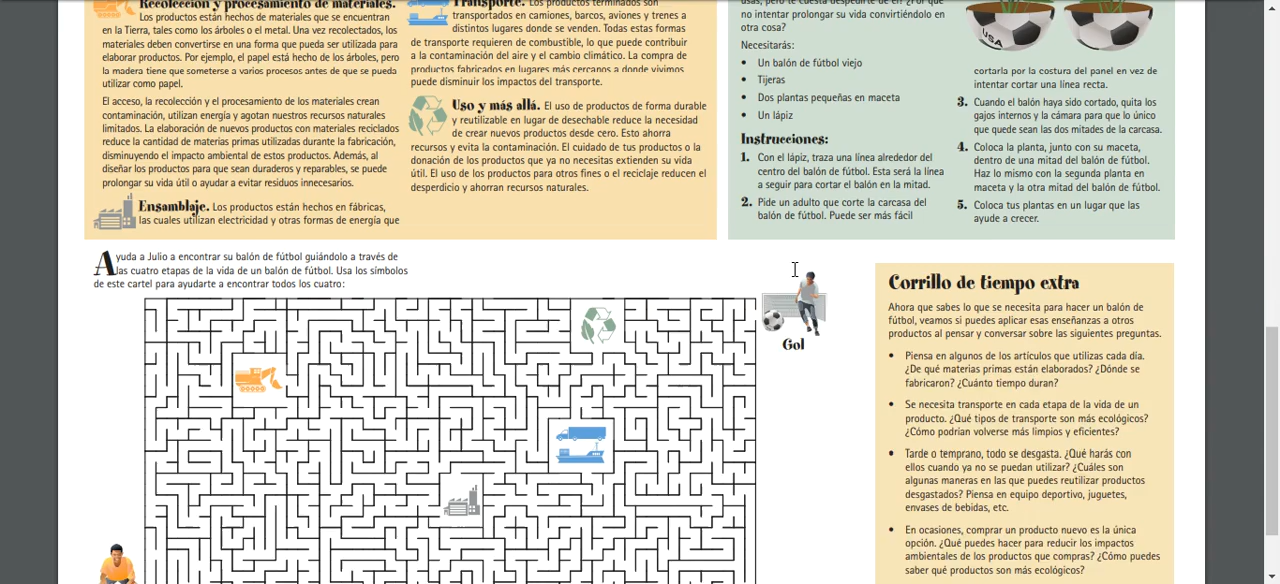 Recolección y procesamiento de materiales.
Los productos están hechos de materiales que se encuentran
en la Tierra, tales como los árboles o el metal. Una vez recolectados, los
materiales deben convertirse en una forma que pueda ser utilizada para
elaborar productos. Por ejemplo, el papel está hecho de los árboles, pero
la madera tiene que someterse a varios procesos antes de que se pueda
utilizar como papel.
El acceso, la recolección y el procesamiento de los materiales crean
contaminación, utilizan energía y agotan nuestros recursos naturales
limitados. La elaboración de nuevos productos con materiales reciclados
reduce la cantidad de materias primas utilizadas durante la fabricación,
disminuyendo el impacto ambiental de estos productos. Además, al
diseñar los productos para que sean duraderos y reparables, se puede
prolongar su vida útil o ayudar a evitar residuos innecesarios.
Ensamblaje. Los productos están hechos en fábricas,
las cuales utilizan electricidad y otras formas de energía que
Transporte. Los productos terminados son
transportados en camiones, barcos, aviones y trenes a
distintos lugares donde se venden. Todas estas formas
de transporte requieren de combustible, lo que puede contribuir
a la contaminación del aire y el cambio climático. La compra de
productos fabricados en lugares más cercanos a donde vivimos
puede disminuir los impactos del transporte.
Uso y más allá. El uso de productos de forma durable
y reutilizable en lugar de desechable reduce la necesidad
de crear nuevos productos desde cero. Esto ahorra
recursos y evita la contaminación. El cuidado de tus productos o la
donación de los productos que ya no necesitas extienden su vida
útil. El uso de los productos para otros fines o el reciclaje reducen el
desperdicio y ahorran recursos naturales.
usas, pero te cuesta despedirte de él? ¿Por qué
no intentar prolongar su vida convirtiéndolo en
otra cosa?
Necesitarás:
• Un balón de fútbol viejo
• Tijeras
• Dos plantas pequeñas en maceta
• Un lápiz
Instrucciones:
1. Con el lápiz, traza una línea alrededor del
centro del balón de fútbol. Esta será la línea
a seguir para cortar el balón en la mitad.
2. Pide un adulto que corte la carcasa del
balón de fútbol. Puede ser más fácil
USA
cortarla por la costura del panel en vez de
intentar cortar una línea recta.
3. Cuando el balón haya sido cortado, quita los
gajos internos y la cámara para que lo único
que quede sean las dos mitades de la carcasa.
4. Coloca la planta, junto con su maceta,
dentro de una mitad del balón de fútbol.
Haz lo mismo con la segunda planta en
maceta y la otra mitad del balón de fútbol.
5. Coloca tus plantas en un lugar que las
ayude a crecer.
Ayuda a Julio a encontrar su balón de fútbol guiándolo a través de
las cuatro etapas de la vida de un balón de fútbol. Usa los símbolos
de este cartel para ayudarte a encontrar todos los cuatro:
Gol
Corrillo de tiempo extra
Ahora que sabes lo que se necesita para hacer un balón de
fútbol, veamos si puedes aplicar esas enseñanzas a otros
productos al pensar y conversar sobre las siguientes preguntas.
• Piensa en algunos de los artículos que utilizas cada día.
¿De qué materias primas están elaborados? ¿Dónde se
fabricaron? ¿Cuánto tiempo duran?
• Se necesita transporte en cada etapa de la vida de un
producto. ¿Qué tipos de transporte son más ecológicos?
¿Cómo podrían volverse más limpios y eficientes?
• Tarde o temprano, todo se desgasta. ¿Qué harás con
ellos cuando ya no se puedan utilizar? ¿Cuáles son
algunas maneras en las que puedes reutilizar productos
desgastados? Piensa en equipo deportivo, juguetes,
envases de bebidas, etc.
• En ocasiones, comprar un producto nuevo es la única
opción. ¿Qué puedes hacer para reducir los impactos
ambientales de los productos que compras? ¿Cómo puedes
saber qué productos son más ecológicos?